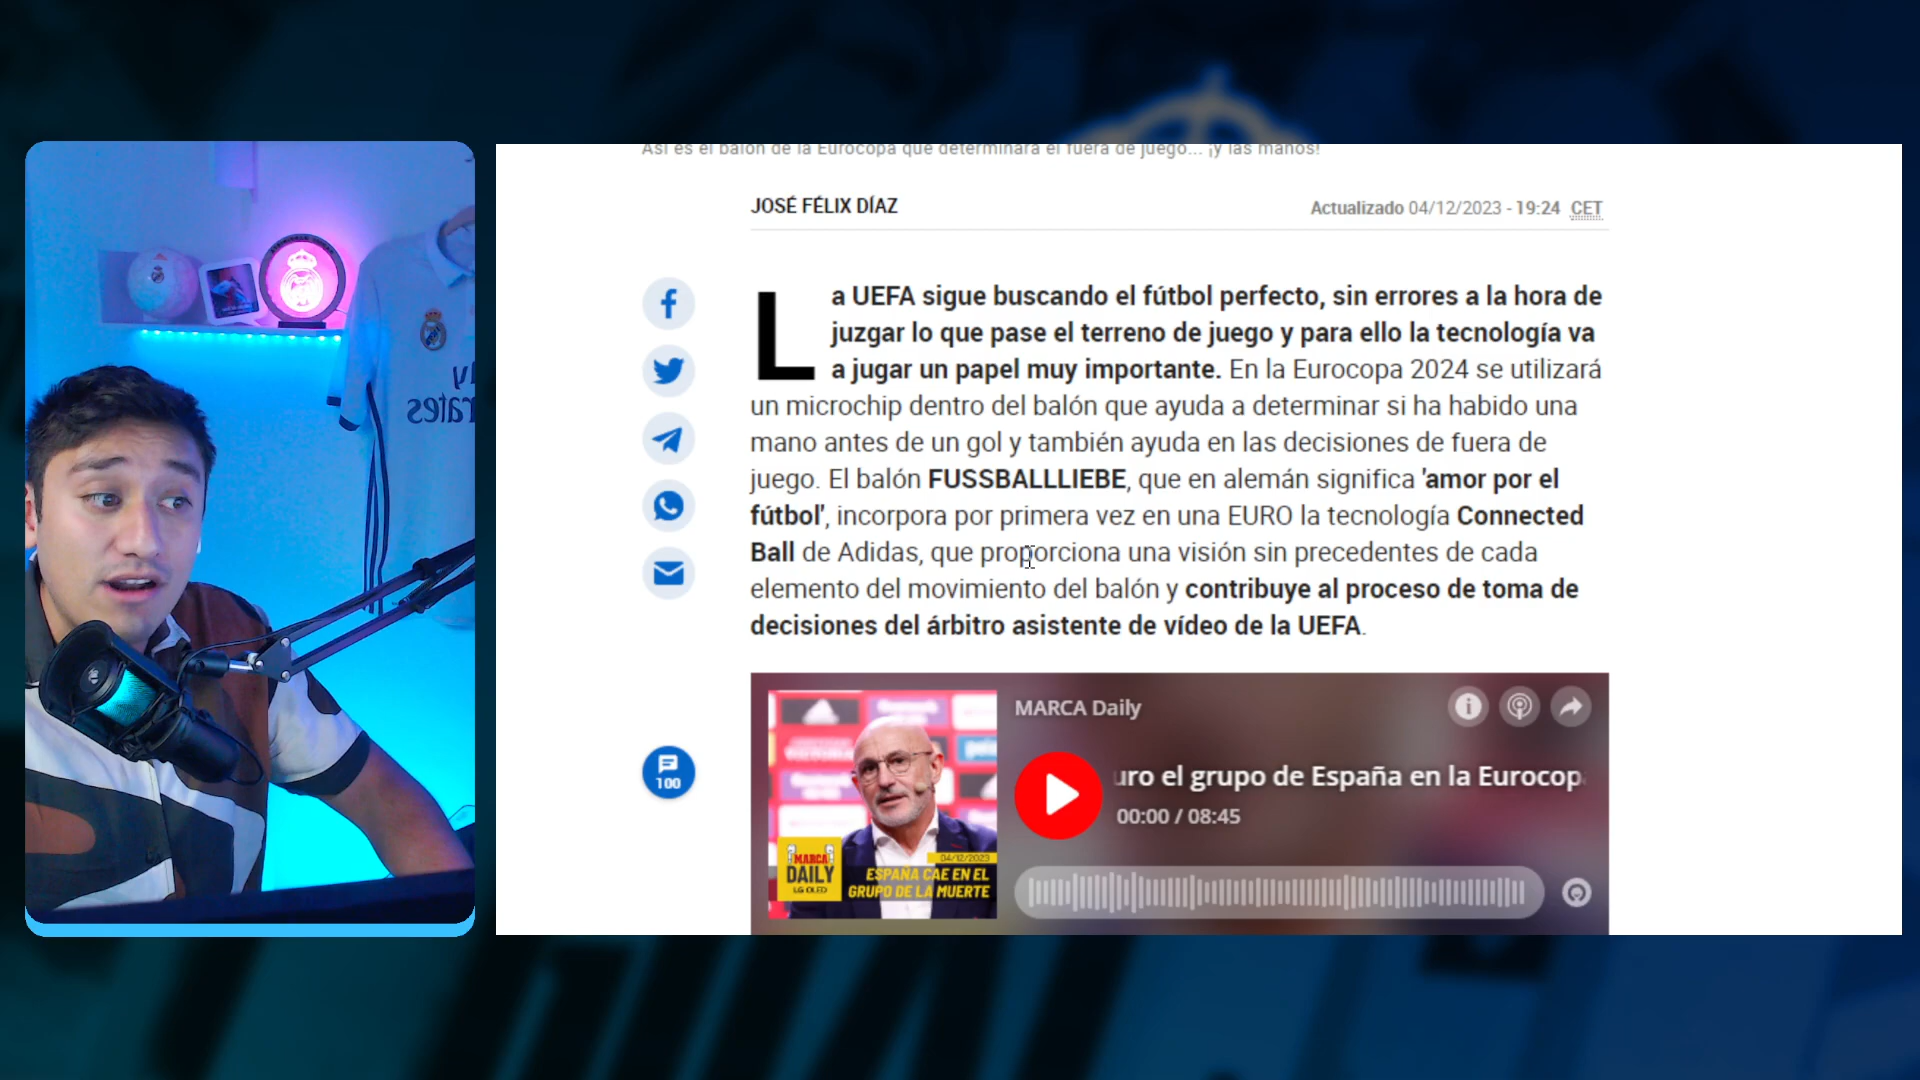 Así es el balón de la Eurocopa que determinará el fuera de juego... ¡y las manos!
JOSÉ FÉLIX DÍAZ
Actualizado 04/12/2023 - 19:24 CET
La UEFA sigue buscando el fútbol perfecto, sin errores a la hora de
juzgar lo que pase el terreno de juego y para ello la tecnología va
a jugar un papel muy importante. En la Eurocopa 2024 se utilizará
un microchip dentro del balón que ayuda a determinar si ha habido una
mano antes de un gol y también ayuda en las decisiones de fuera de
juego. El balón FUSSBALLLIEBE, que en alemán significa 'amor por el
fútbol', incorpora por primera vez en una EURO la tecnología Connected
Ball de Adidas, que proporciona una visión sin precedentes de cada
elemento del movimiento del balón y contribuye al proceso de toma de
decisiones del árbitro asistente de vídeo de la UEFA.
100
MARCA Daily
uro el grupo de España en la Eurocop
00:00 / 08:45
04/12/2023
MARCA
DAILY
LG OLED
ESPAÑA CAE EN EL
GRUPO DE LA MUERTE